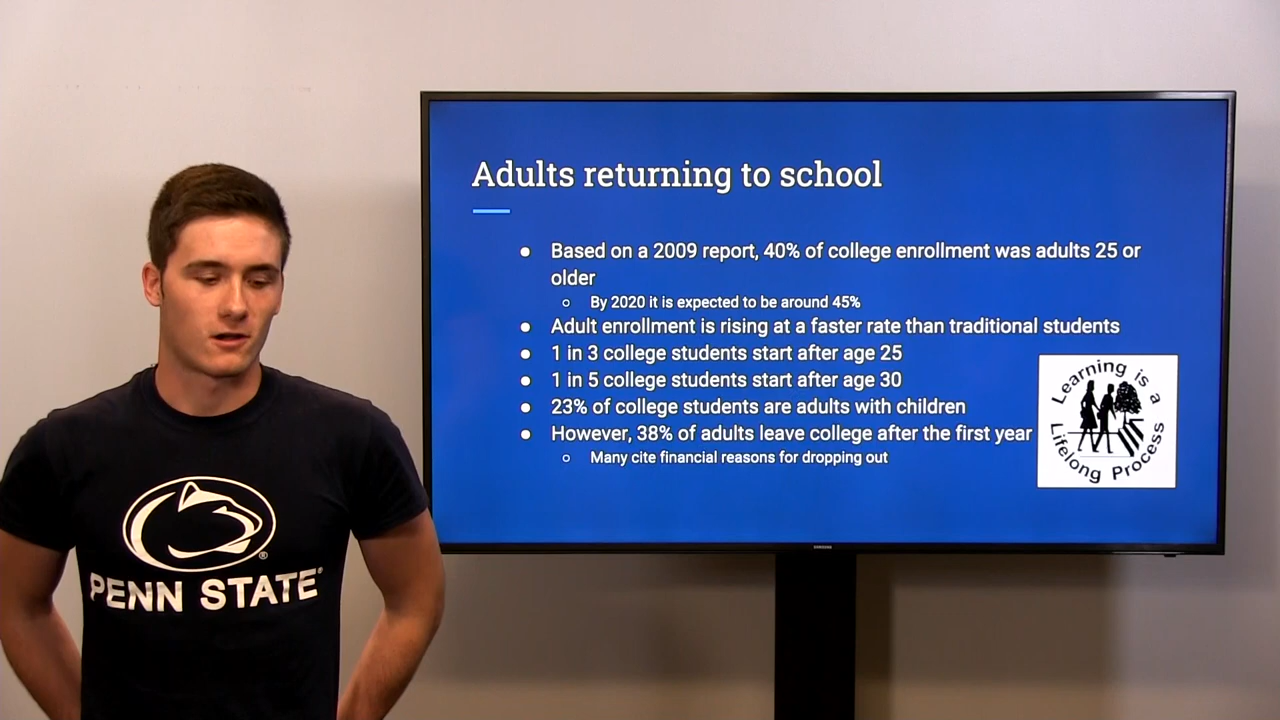 Adults returning to school
● Based on a 2009 report, 40% of college enrollment was adults 25 or
older
○ By 2020 it is expected to be around 45%
● Adult enrollment is rising at a faster rate than traditional students
● 1 in 3 college students start after age 25
● 1 in 5 college students start after age 30
● 23% of college students are adults with children
● However, 38% of adults leave college after the first year
○ Many cite financial reasons for dropping out
Learning is a
Lifelong Process
SAMSUNG
®
PENN STATE®